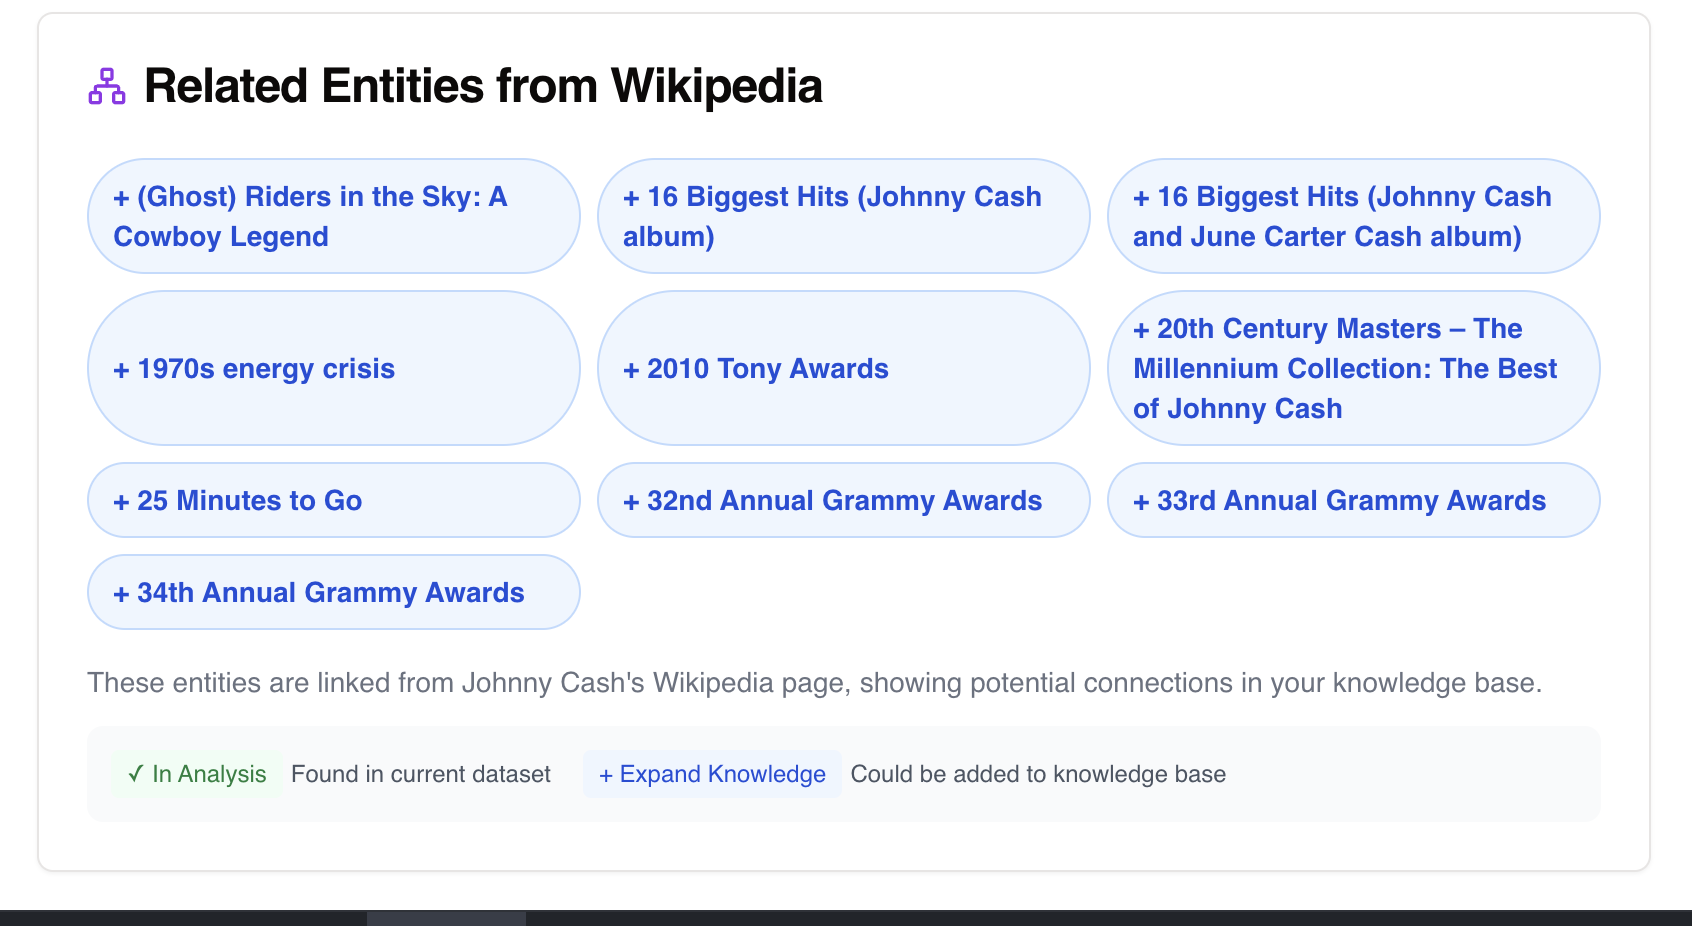 Related Entities from Wikipedia
+ (Ghost) Riders in the Sky: A
Cowboy Legend
+ 16 Biggest Hits (Johnny Cash
album)
+ 16 Biggest Hits (Johnny Cash
and June Carter Cash album)
+ 1970s energy crisis
+ 2010 Tony Awards
+ 20th Century Masters – The
Millennium Collection: The Best
of Johnny Cash
+ 25 Minutes to Go
+ 32nd Annual Grammy Awards
+ 33rd Annual Grammy Awards
+ 34th Annual Grammy Awards
These entities are linked from Johnny Cash's Wikipedia page, showing potential connections in your knowledge base.
✓ In Analysis Found in current dataset + Expand Knowledge Could be added to knowledge base